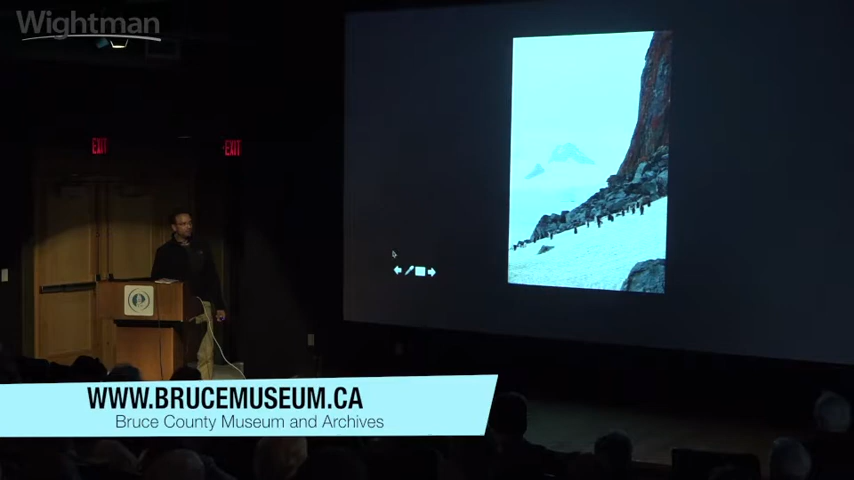 Wightman
EXIT
EXIT
WWW.BRUCEMUSEUM.CA
Bruce County Museum and Archives